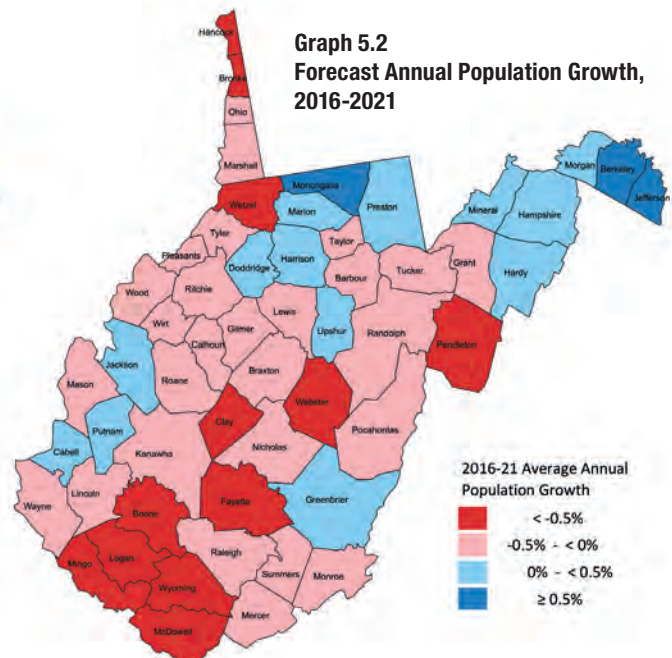 Graph 5.2
Forecast Annual Population Growth,
2016-2021
Hancock
Brooke
Ohio
Marshall
Wetzel
Monongalia
Marion
Preston
Morgan
Berkeley
Jefferson
Mineral
Hampshire
Hardy
Grant
Tyler
Pleasants
Doddridge
Harrison
Taylor
Barbour
Tucker
Wood
Ritchie
Wirt
Calhoun
Gilmer
Lewis
Upshur
Randolph
Pendleton
Jackson
Roane
Braxton
Webster
Pocahontas
Mason
Putnam
Cabell
Clay
Nicholas
Kanawha
Greenbrier
Wayne
Lincoln
Boone
Fayette
Logan
Mingo
Raleigh
Wyoming
Summers
Monroe
Mercer
McDowell
2016-21 Average Annual
Population Growth
< -0.5%
-0.5% - < 0%
0% - < 0.5%
≥ 0.5%